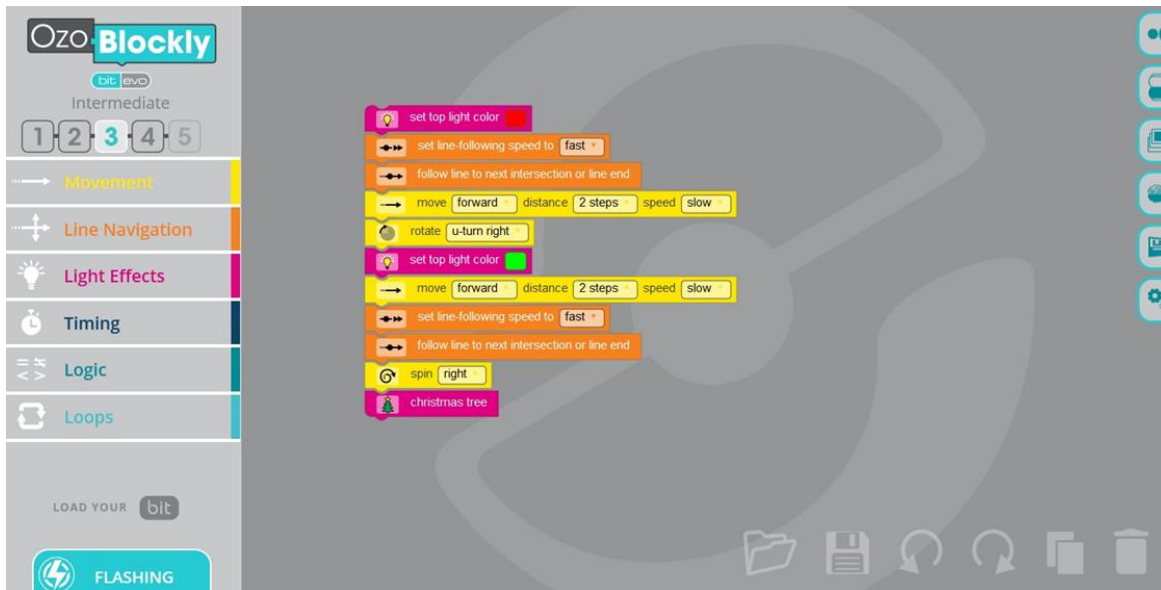 Ozo Blockly
bit evo
Intermediate
1 2 3 4 5
Movement
Line Navigation
Light Effects
Timing
Logic
Loops
LOAD YOUR bit
FLASHING
set top light color
set line-following speed to fast
follow line to next intersection or line end
move forward distance 2 steps speed slow
rotate u-turn right
set top light color
move forward distance 2 steps speed slow
set line-following speed to fast
follow line to next intersection or line end
spin right
christmas tree